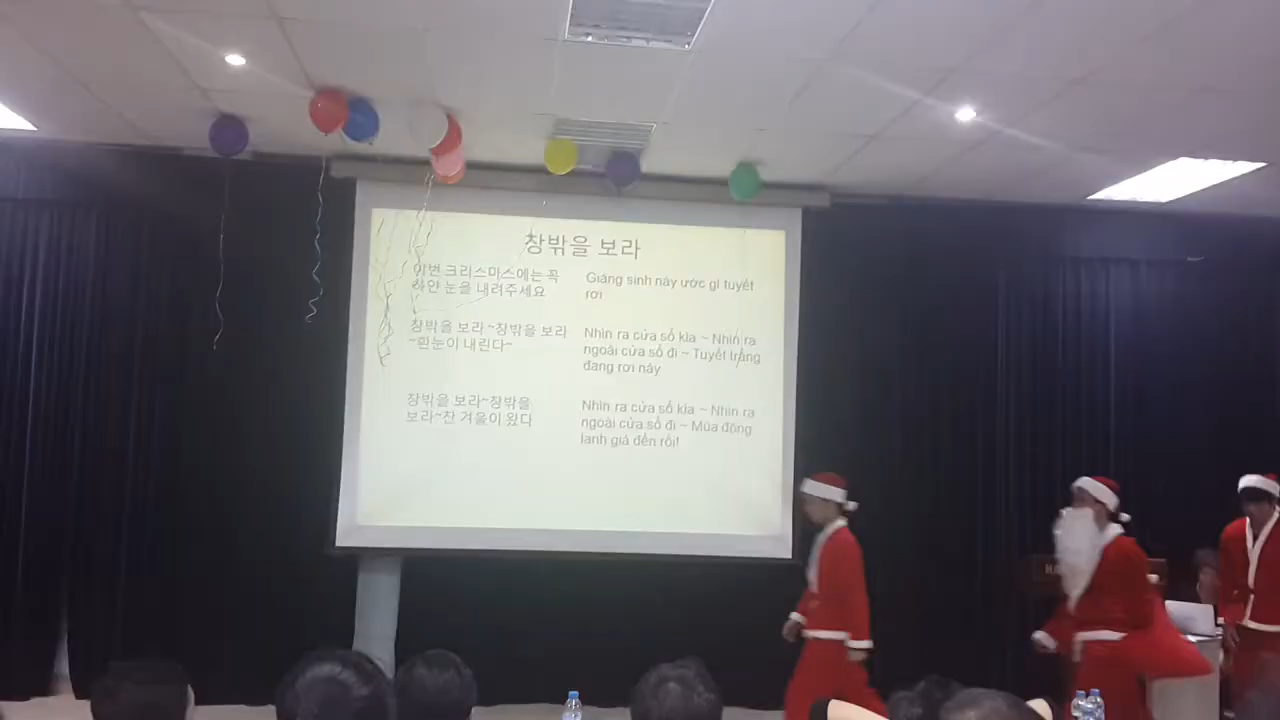 창밖을 보라
이번 크리스마스에는 꼭
하얀 눈을 내려주세요
창밖을 보라 ~창밖을 보라
~흰눈이 내린다~
창밖을 보라~창밖을
보라~찬 겨울이 왔다
Giáng sinh này ước gì tuyết
rơi
Nhìn ra cửa sổ kìa ~ Nhìn ra
ngoài cửa sổ đi ~ Tuyết trắng
đang rơi này
Nhìn ra cửa sổ kìa ~ Nhìn ra
ngoài cửa sổ đi ~ Mùa đông
lạnh giá đến rồi!